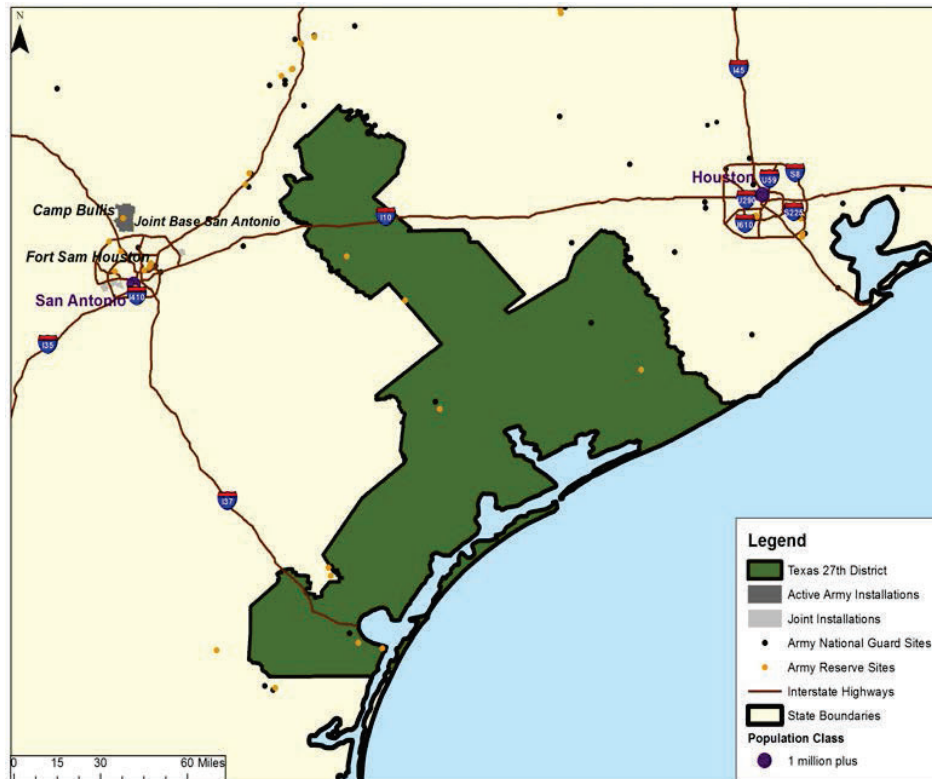 N
I45
Houston
U59
S8
U290
S225
I610
I10
Camp Bullis
Joint Base San Antonio
Fort Sam Houston
San Antonio
I410
I35
I37
Legend
Texas 27th District
Active Army Installations
Joint Installations
Army National Guard Sites
Army Reserve Sites
Interstate Highways
State Boundaries
Population Class
1 million plus
0 15 30 60 Miles